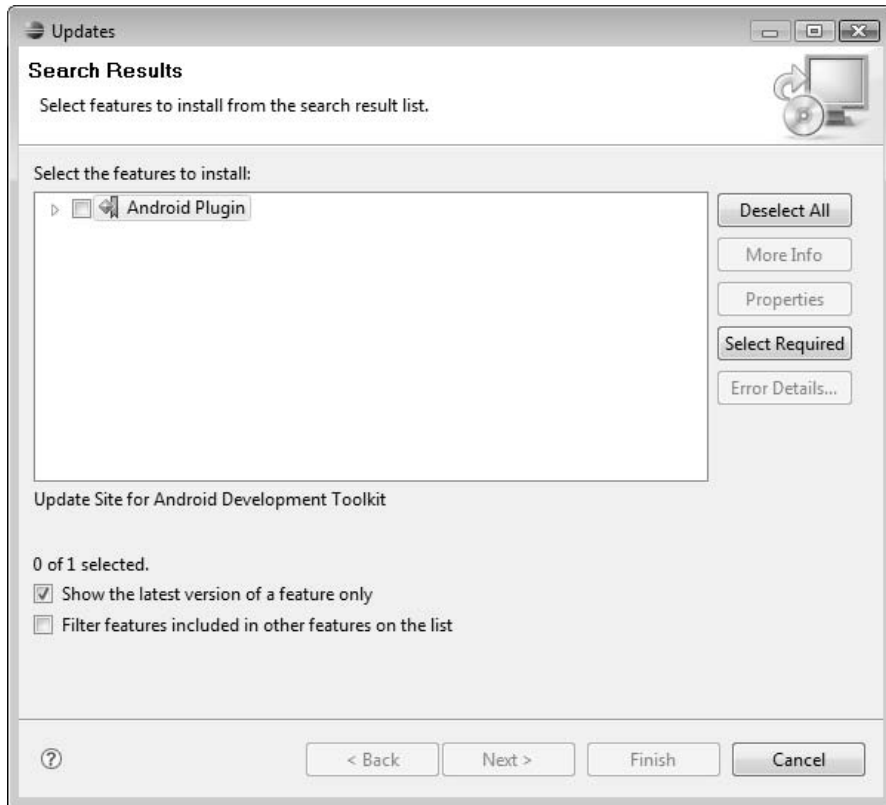 Updates
Search Results
Select features to install from the search result list.
Select the features to install:
Android Plugin
Deselect All
More Info
Properties
Select Required
Error Details...
Update Site for Android Development Toolkit
0 of 1 selected.
Show the latest version of a feature only
Filter features included in other features on the list
?
< Back
Next >
Finish
Cancel